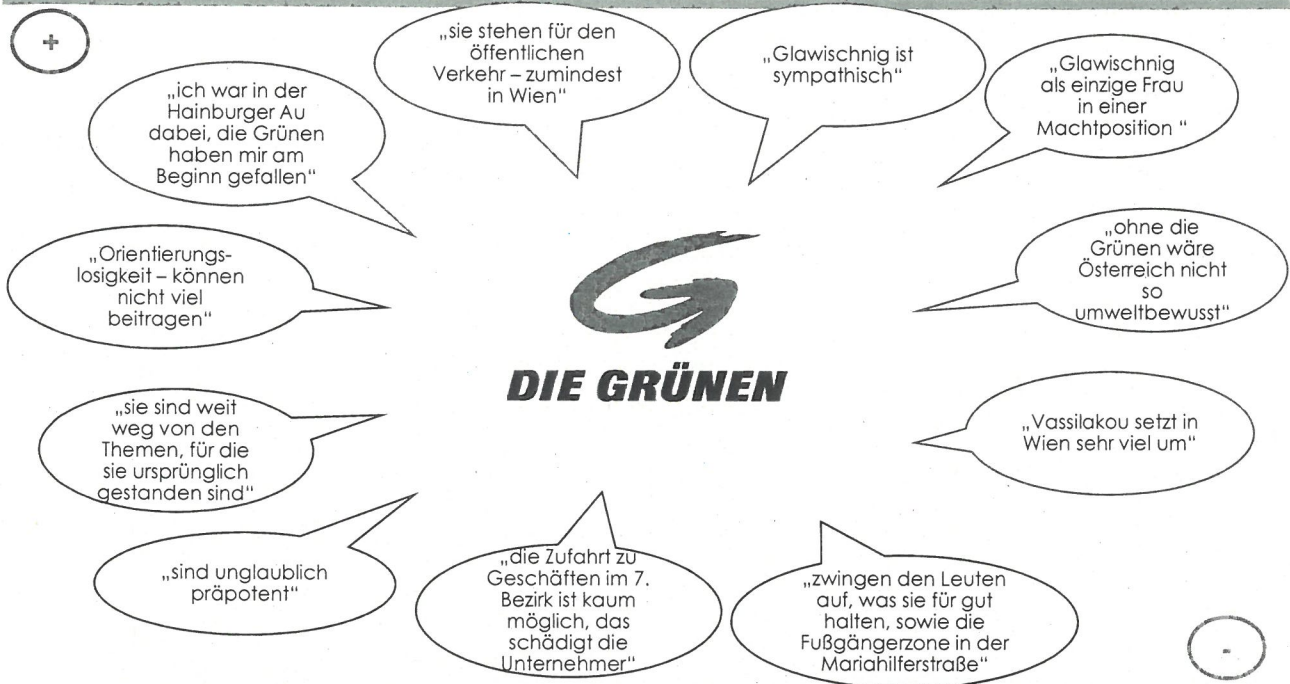 +
„sie stehen für den
öffentlichen
Verkehr – zumindest
in Wien"
„Glawischnig ist
sympathisch"
„Glawischnig
als einzige Frau
in einer
Machtposition "
„ich war in der
Hainburger Au
dabei, die Grünen
haben mir am
Beginn gefallen"
„ohne die
Grünen wäre
Österreich nicht
so
umweltbewusst"
„Orientierungs-
losigkeit – können
nicht viel
beitragen"
DIE GRÜNEN
„sie sind weit
weg von den
Themen, für die
sie ursprünglich
gestanden sind"
„Vassilakou setzt in
Wien sehr viel um"
„sind unglaublich
präpotent"
„die Zufahrt zu
Geschäften im 7.
Bezirk ist kaum
möglich, das
schädigt die
Unternehmer"
„zwingen den Leuten
auf, was sie für gut
halten, sowie die
Fußgängerzone in der
Mariahilferstraße"
-